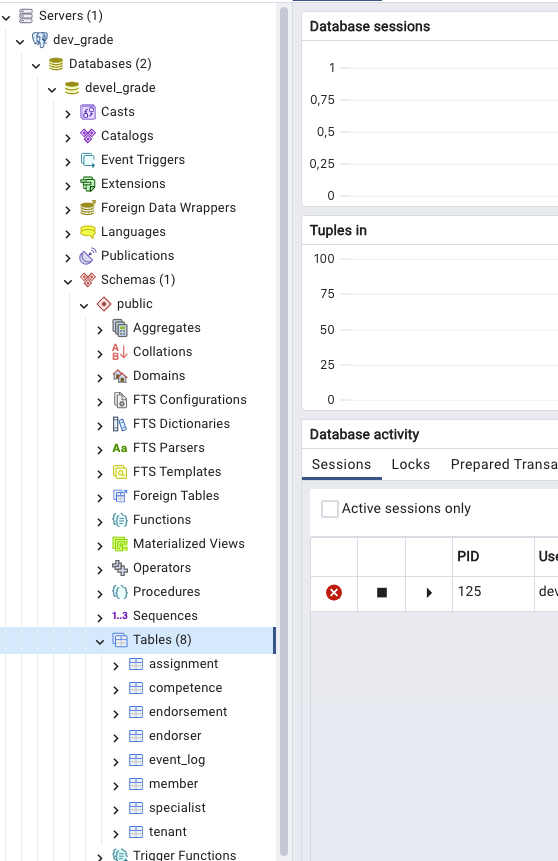 Servers (1)
dev_grade
Databases (2)
devel_grade
Casts
Catalogs
Event Triggers
Extensions
Foreign Data Wrappers
Languages
Publications
Schemas (1)
public
Aggregates
Collations
Domains
FTS Configurations
FTS Dictionaries
Aa FTS Parsers
FTS Templates
Foreign Tables
Functions
Materialized Views
Operators
Procedures
1..3 Sequences
Tables (8)
assignment
competence
endorsement
endorser
event_log
member
specialist
tenant
Trigger Functions
Database sessions
1
0,75
0,5
0,25
0
Tuples in
100
75
50
25
0
Database activity
Sessions Locks Prepared Transa
Active sessions only
PID Use
125 dev